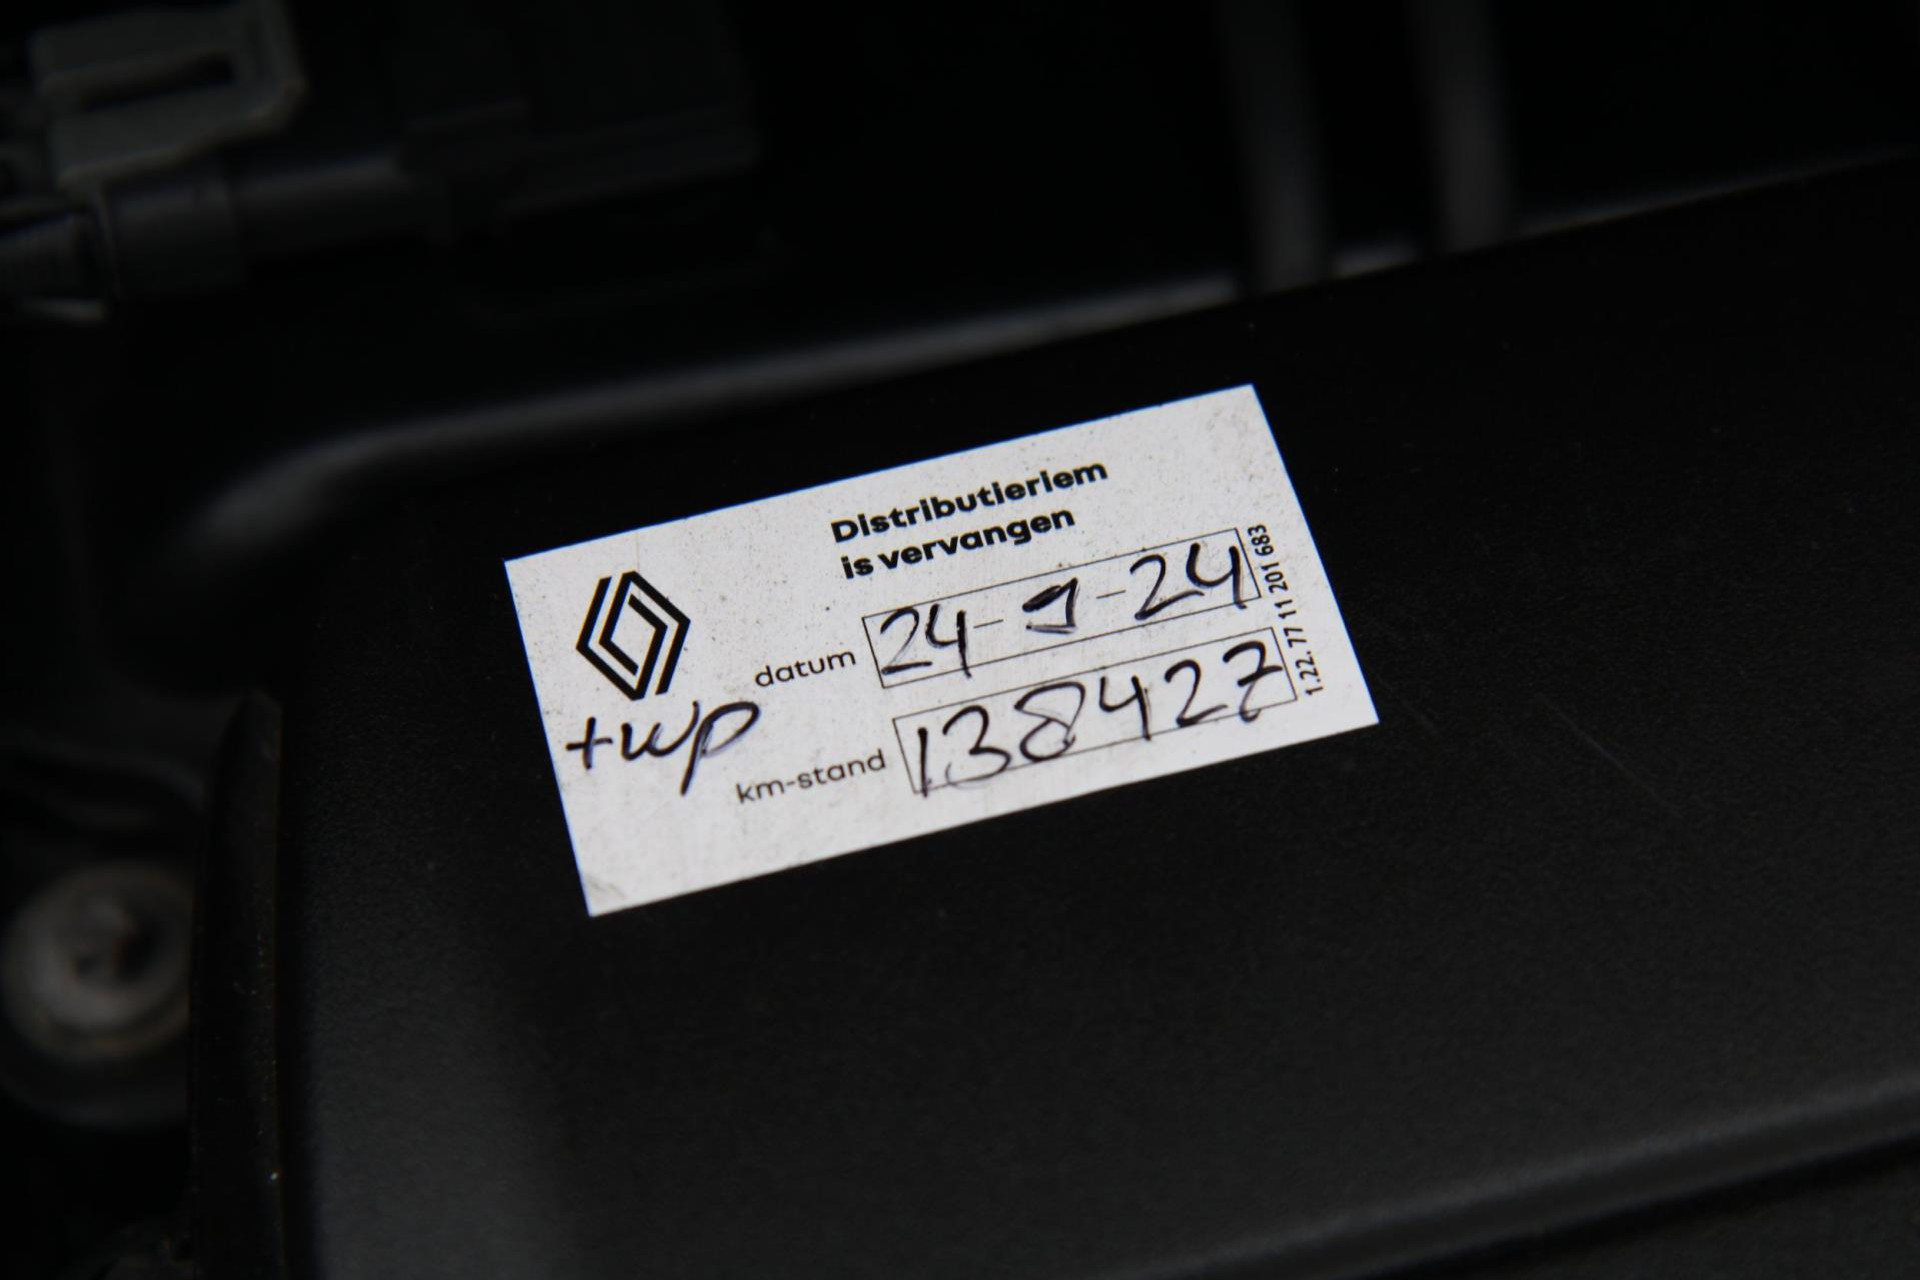 Distributieriem
is vervangen
datum 24-9-24
+wp
km-stand 138427
1.22. 77 11 201 683